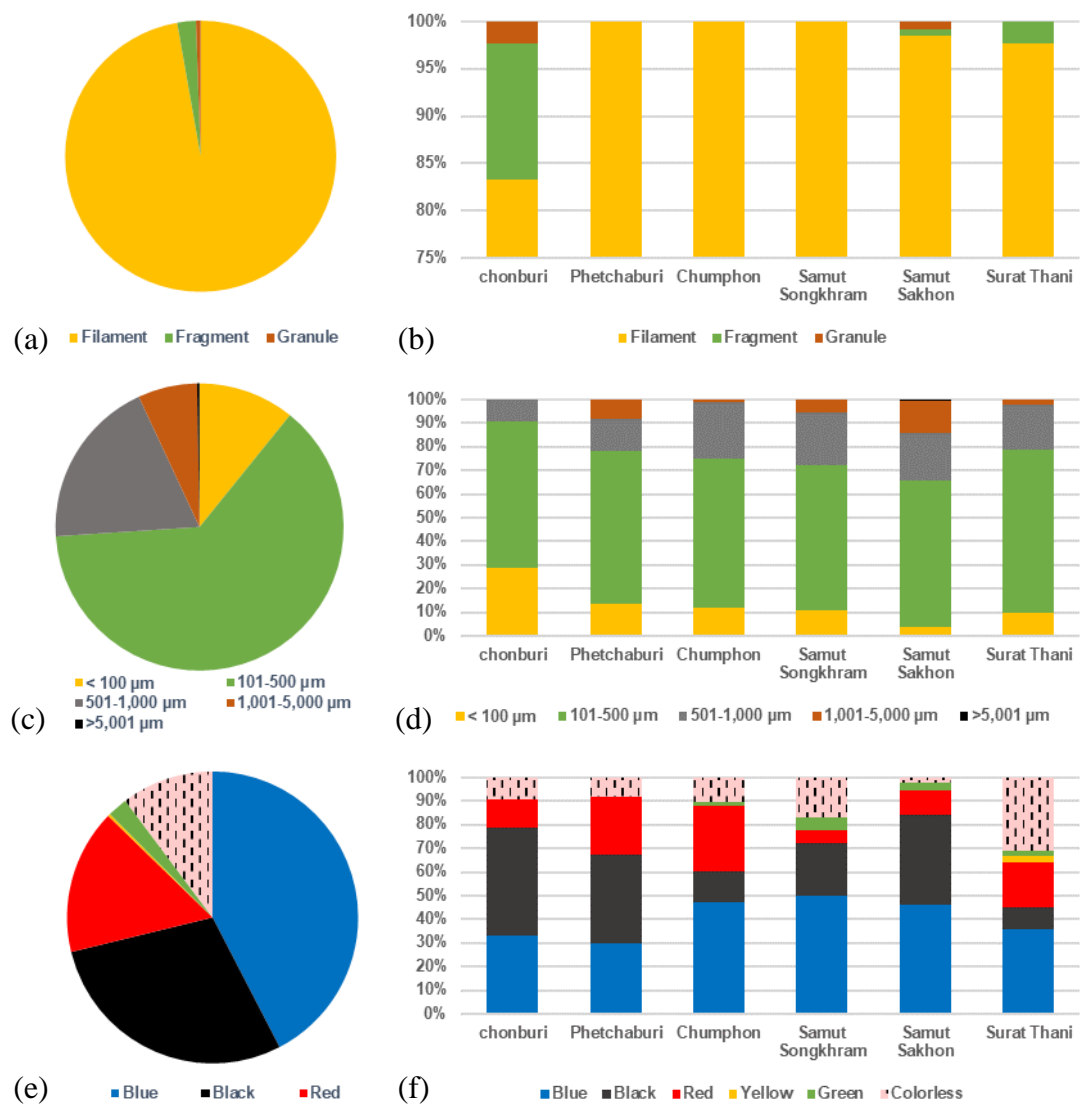 100%
95%
90%
85%
80%
75%
chonburi Phetchaburi Chumphon Samut Songkhram Samut Sakhon Surat Thani
(a) Filament Fragment Granule
(b) Filament Fragment Granule
100%
90%
80%
70%
60%
50%
40%
30%
20%
10%
0%
chonburi Phetchaburi Chumphon Samut Songkhram Samut Sakhon Surat Thani
(c) < 100 µm 101-500 µm
501-1,000 µm 1,001-5,000 µm
>5,001 µm
(d) < 100 µm 101-500 µm 501-1,000 µm 1,001-5,000 µm >5,001 µm
100%
90%
80%
70%
60%
50%
40%
30%
20%
10%
0%
chonburi Phetchaburi Chumphon Samut Songkhram Samut Sakhon Surat Thani
(e) Blue Black Red
(f) Blue Black Red Yellow Green Colorless